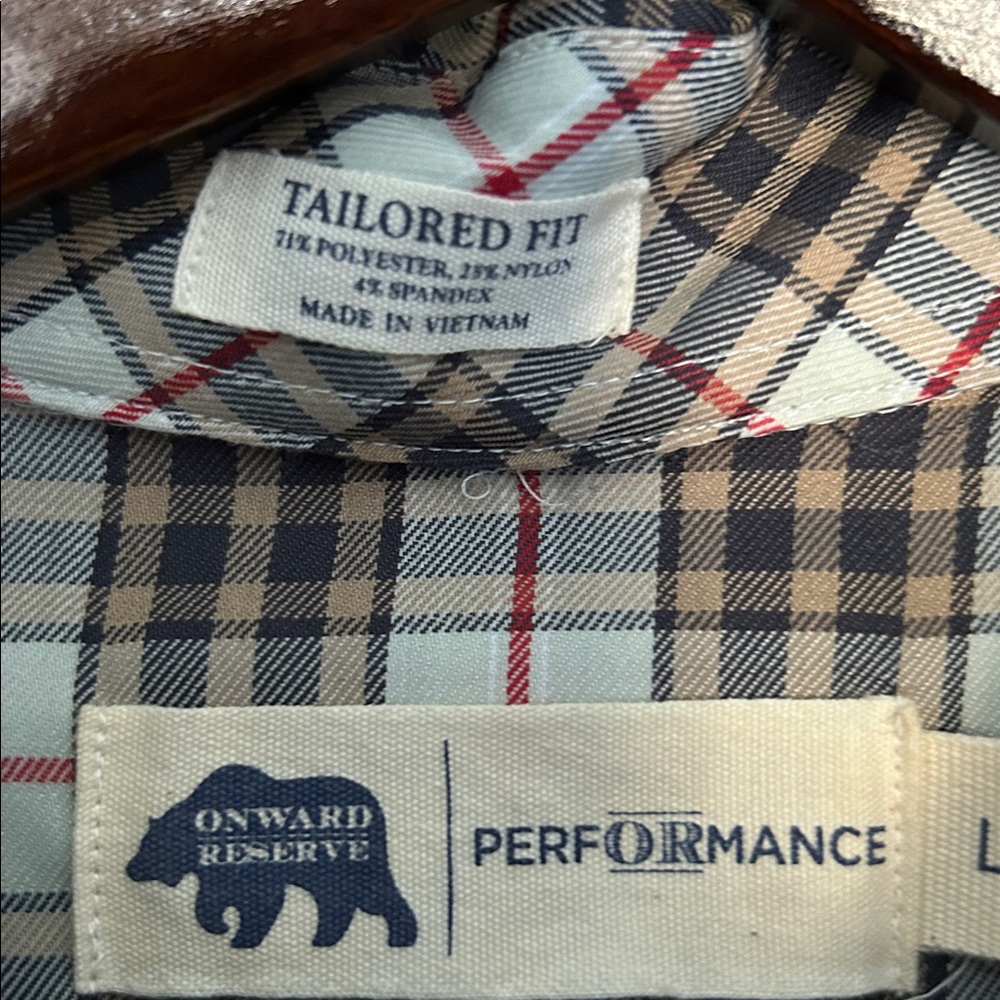 TAILORED FIT
71% POLYESTER, 25% NYLON
4% SPANDEX
MADE IN VIETNAM
ONWARD
RESERVE
PERFORMANCE
L